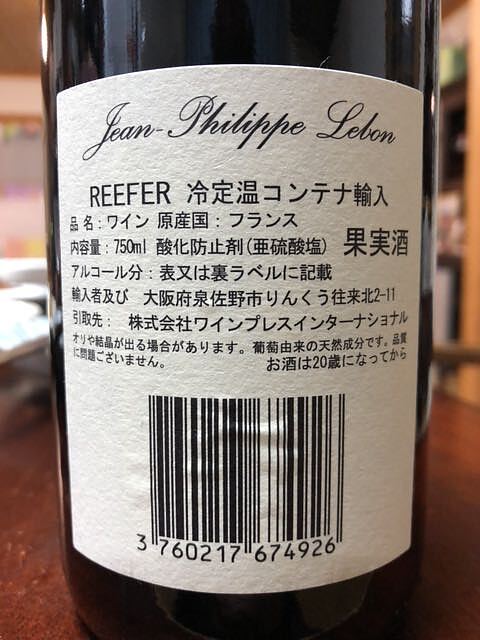 Jean-Philippe Lebon
REEFER 冷定温コンテナ輸入
品 名：ワイン 原産国：フランス
内容量：750ml 酸化防止剤(亜硫酸塩) 果実酒
アルコール分：表又は裏ラベルに記載
輸入者及び 大阪府泉佐野市りんくう往来北2-11
引取先： 株式会社ワインプレスインターナショナル
オリや結晶が出る場合があります。葡萄由来の天然成分です。品質
に問題ございません。 お酒は20歳になってから
3 760217 674926